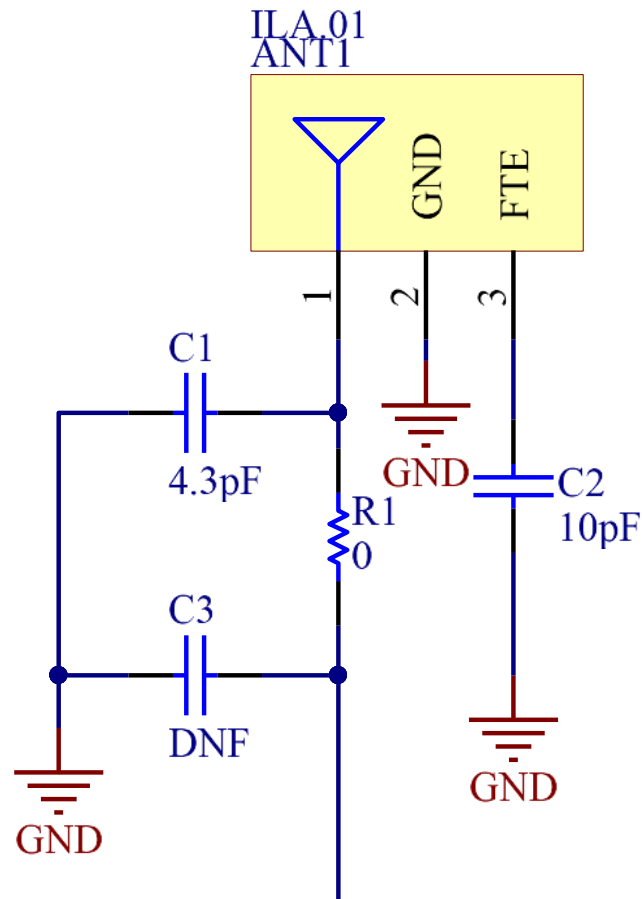 ILA.01
ANT1
GND
FTE
1
2
3
C1
4.3pF
GND
C2
10pF
R1
0
C3
DNF
GND
GND